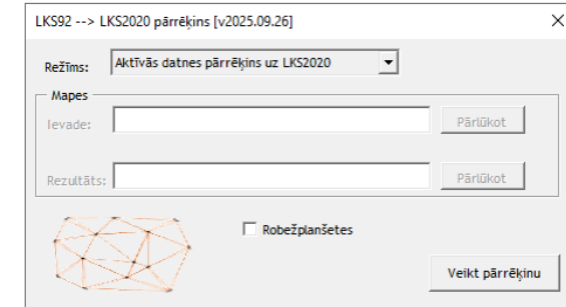 LKS92 --> LKS2020 pārrēķins [v2025.09.26]
Režīms: Aktīvās datnes pārrēķins uz LKS2020
Mapes
Ievade: Pārlūkot
Rezultāts: Pārlūkot
Robežplanšetes
Veikt pārrēķinu